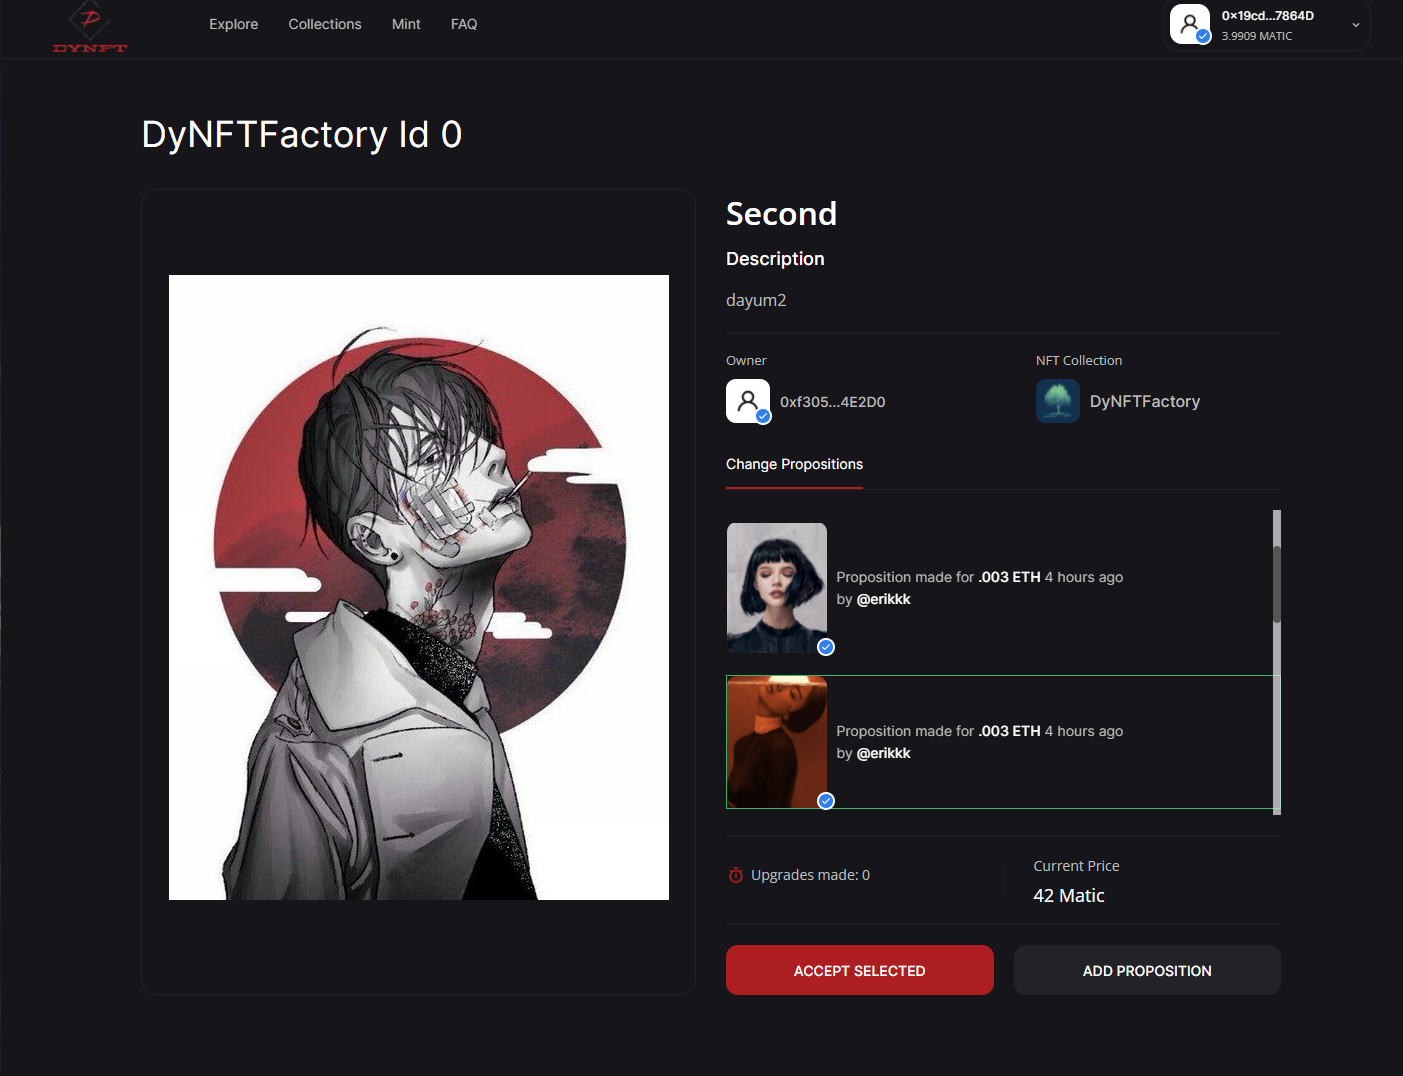 DYNFT
Explore
Collections
Mint
FAQ
0x19cd...7864D
3.9909 MATIC
DyNFTFactory Id 0
Second
Description
dayum2
Owner
0xf305...4E2D0
NFT Collection
DyNFTFactory
Change Propositions
Proposition made for .003 ETH 4 hours ago
by @erikkk
Proposition made for .003 ETH 4 hours ago
by @erikkk
Upgrades made: 0
Current Price
42 Matic
ACCEPT SELECTED
ADD PROPOSITION